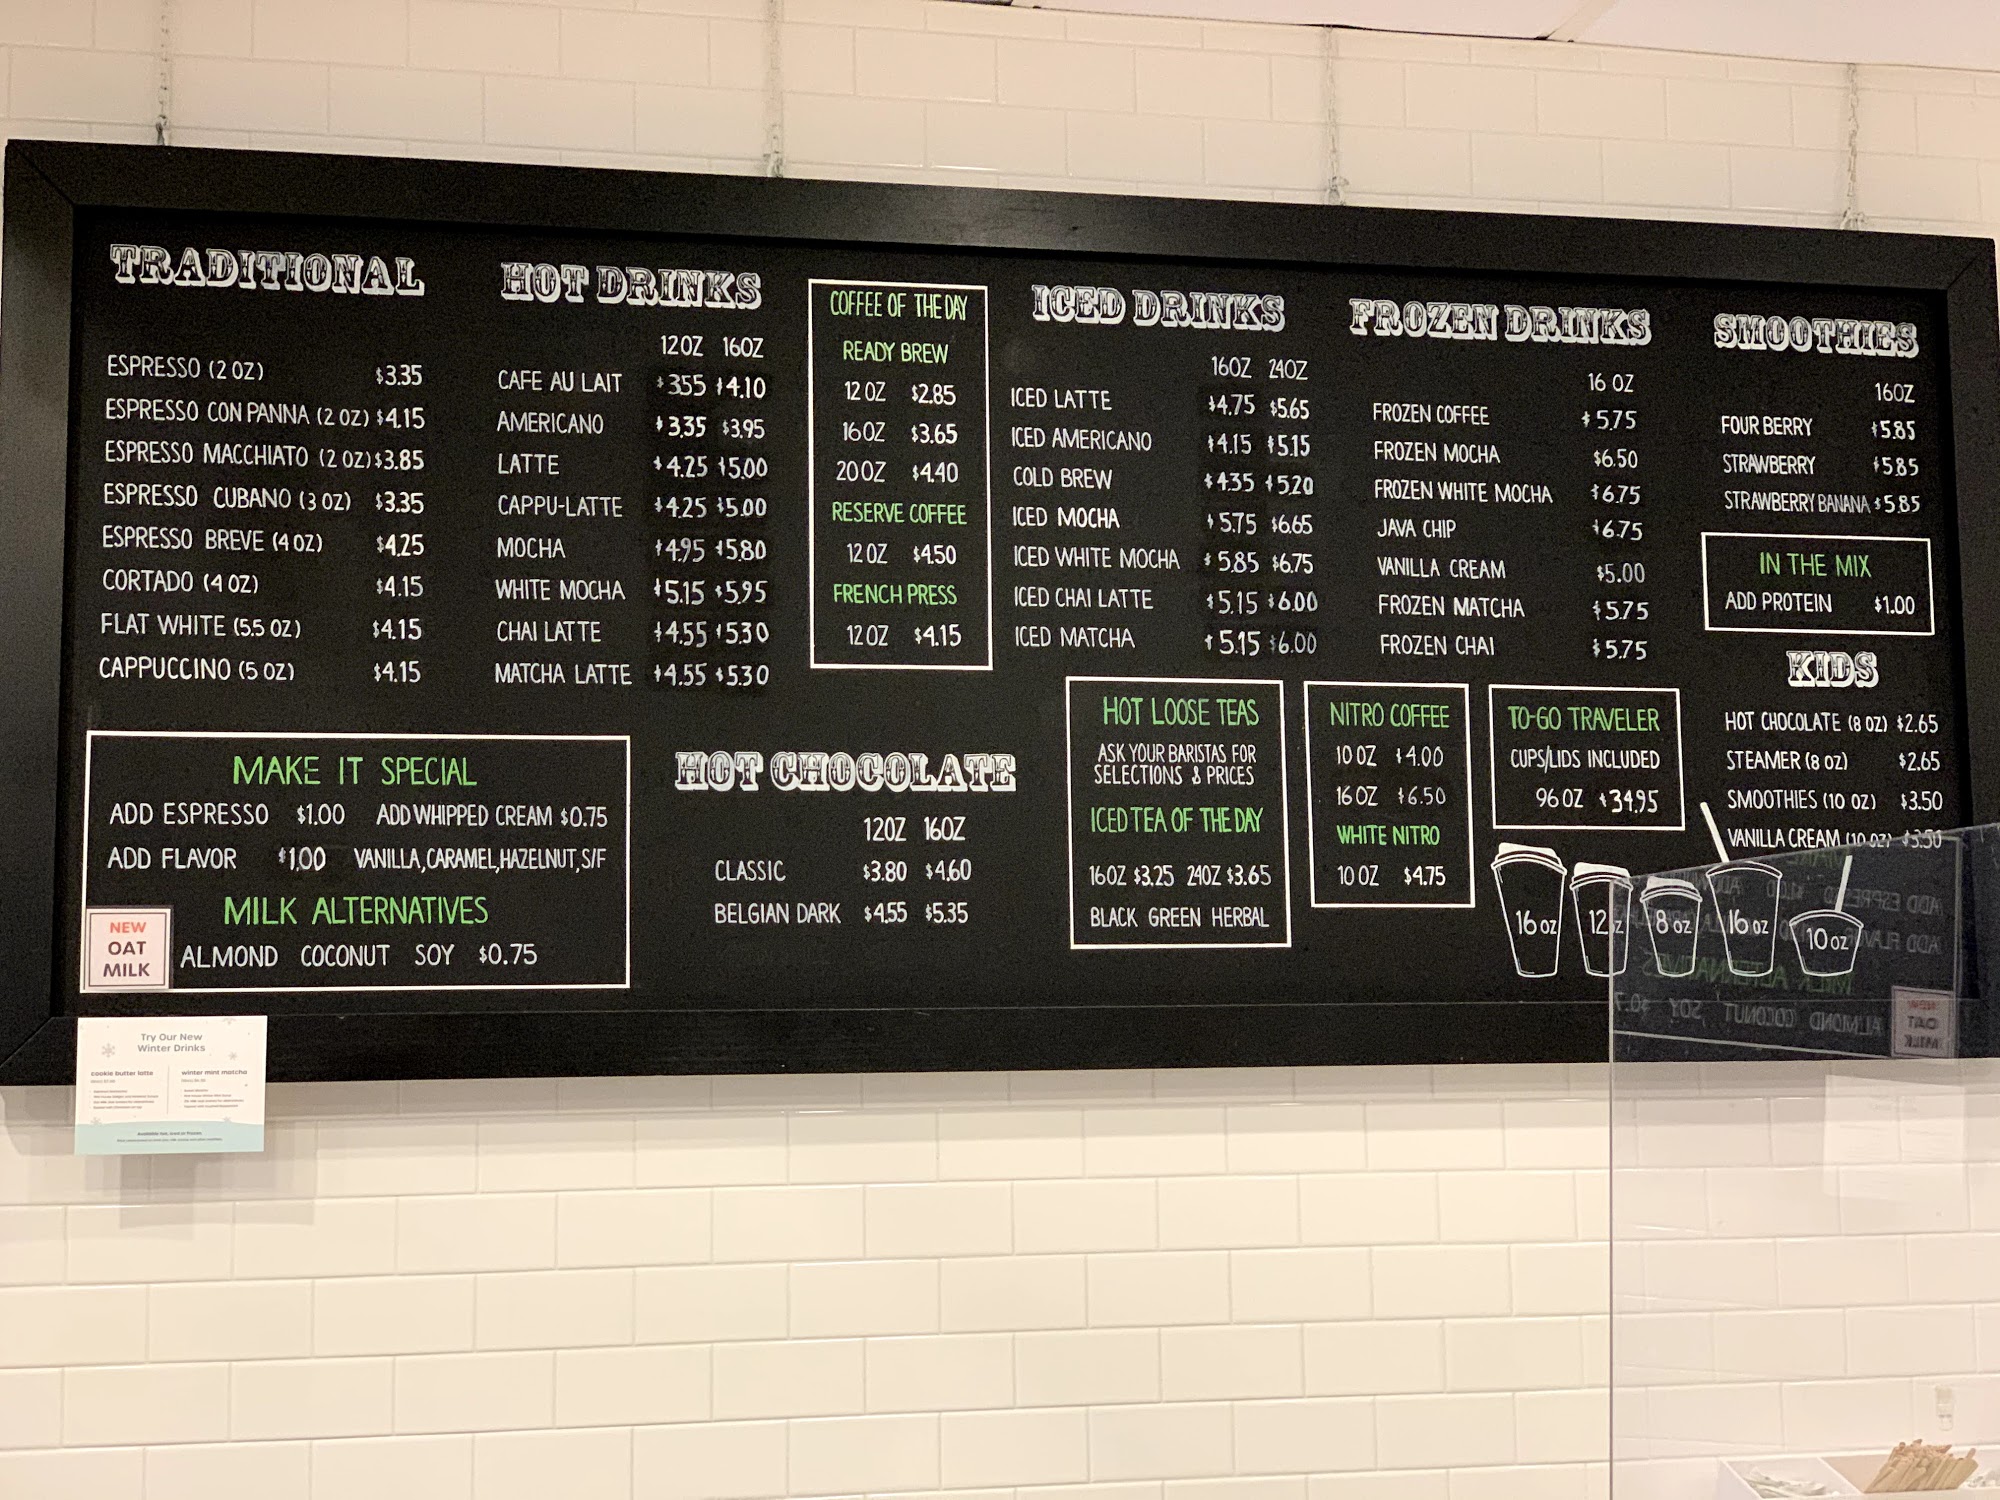 TRADITIONAL
ESPRESSO (2 OZ) $3.35
ESPRESSO CON PANNA (2 OZ) $4.15
ESPRESSO MACCHIATO (2 OZ) $3.85
ESPRESSO CUBANO (3 OZ) $3.35
ESPRESSO BREVE (4 OZ) $4.25
CORTADO (4 OZ) $4.15
FLAT WHITE (5.5 OZ) $4.15
CAPPUCCINO (5 OZ) $4.15
MAKE IT SPECIAL
ADD ESPRESSO $1.00 ADD WHIPPED CREAM $0.75
ADD FLAVOR $1.00 VANILLA, CARAMEL, HAZELNUT, S/F
MILK ALTERNATIVES
ALMOND COCONUT SOY $0.75
NEW
OAT
MILK
HOT DRINKS
12OZ 16OZ
CAFE AU LAIT $3.55 $4.10
AMERICANO $3.35 $3.95
LATTE $4.25 $5.00
CAPPU-LATTE $4.25 $5.00
MOCHA $4.95 $5.80
WHITE MOCHA $5.15 $5.95
CHAI LATTE $4.55 $5.30
MATCHA LATTE $4.55 $5.30
COFFEE OF THE DAY
READY BREW
12 OZ $2.85
16 OZ $3.65
20 OZ $4.40
RESERVE COFFEE
12 OZ $4.50
FRENCH PRESS
12 OZ $4.15
HOT CHOCOLATE
12OZ 16OZ
CLASSIC $3.80 $4.60
BELGIAN DARK $4.55 $5.35
ICED DRINKS
16OZ 24OZ
ICED LATTE $4.75 $5.65
ICED AMERICANO $4.15 $5.15
COLD BREW $4.35 $5.20
ICED MOCHA $5.75 $6.65
ICED WHITE MOCHA $5.85 $6.75
ICED CHAI LATTE $5.15 $6.00
ICED MATCHA $5.15 $6.00
HOT LOOSE TEAS
ASK YOUR BARISTAS FOR
SELECTIONS & PRICES
ICED TEA OF THE DAY
16OZ $3.25 24OZ $3.65
BLACK GREEN HERBAL
FROZEN DRINKS
16 OZ
FROZEN COFFEE $5.75
FROZEN MOCHA $6.50
FROZEN WHITE MOCHA $6.75
JAVA CHIP $6.75
VANILLA CREAM $5.00
FROZEN MATCHA $5.75
FROZEN CHAI $5.75
NITRO COFFEE
10 OZ $4.00
16 OZ $6.50
WHITE NITRO
10 OZ $4.75
TO-GO TRAVELER
CUPS/LIDS INCLUDED
96 OZ $34.95
SMOOTHIES
16OZ
FOUR BERRY $5.85
STRAWBERRY $5.85
STRAWBERRY BANANA $5.85
IN THE MIX
ADD PROTEIN $1.00
KIDS
HOT CHOCOLATE (8 OZ) $2.65
STEAMER (8 OZ) $2.65
SMOOTHIES (10 OZ) $3.50
VANILLA CREAM (10 OZ) $3.50
16 oz 12 oz 8 oz 16 oz 10 oz
Try Our New
Winter Drinks
cookie butter latte winter mint matcha